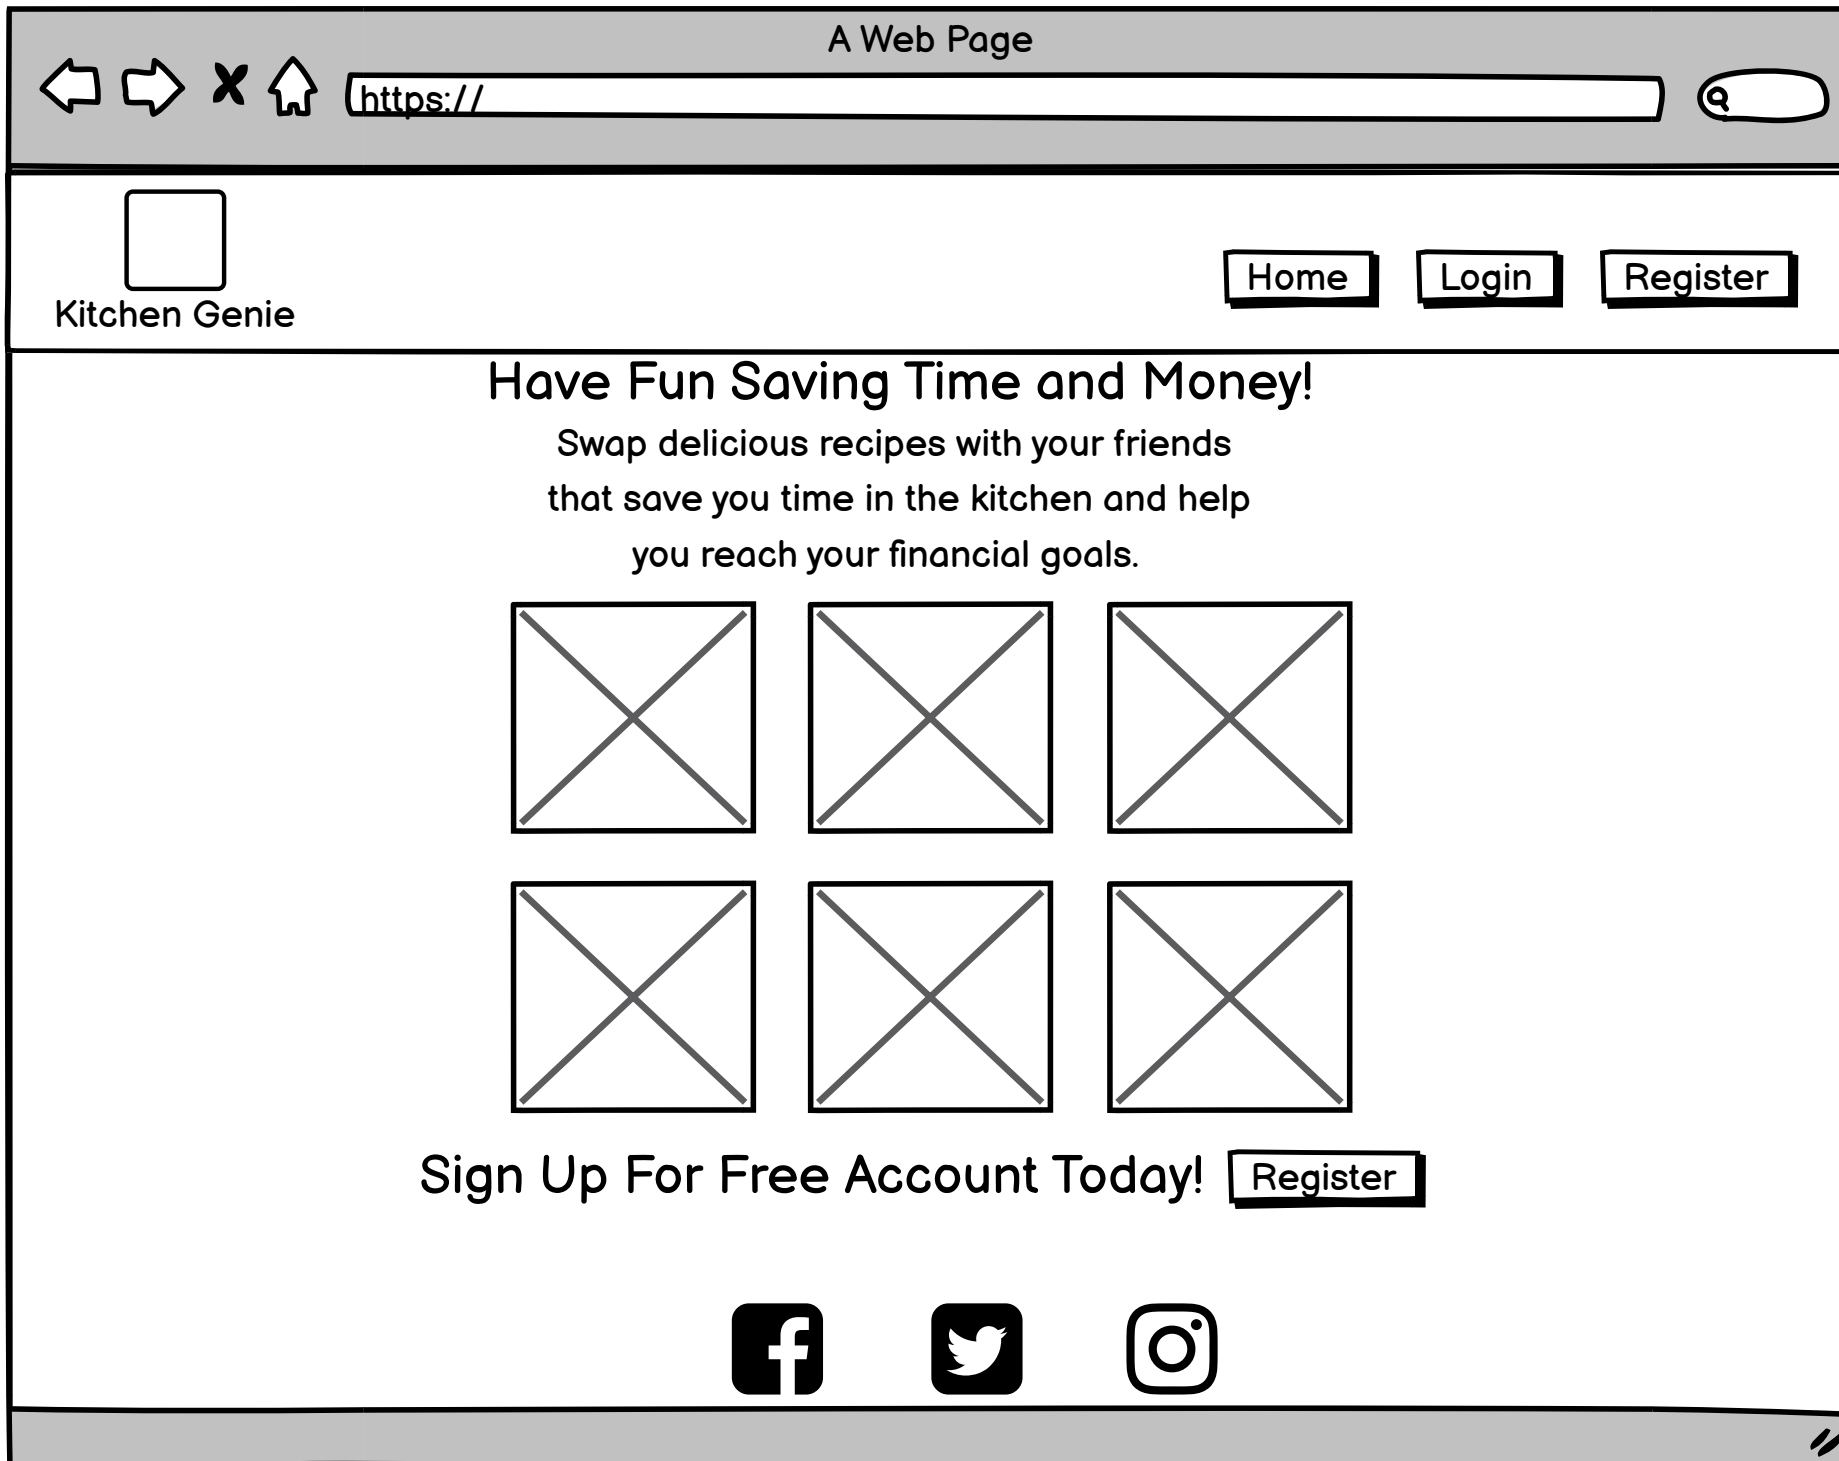 A Web Page
https://
Kitchen Genie
Home
Login
Register
Have Fun Saving Time and Money!
Swap delicious recipes with your friends
that save you time in the kitchen and help
you reach your financial goals.
Sign Up For Free Account Today!
Register